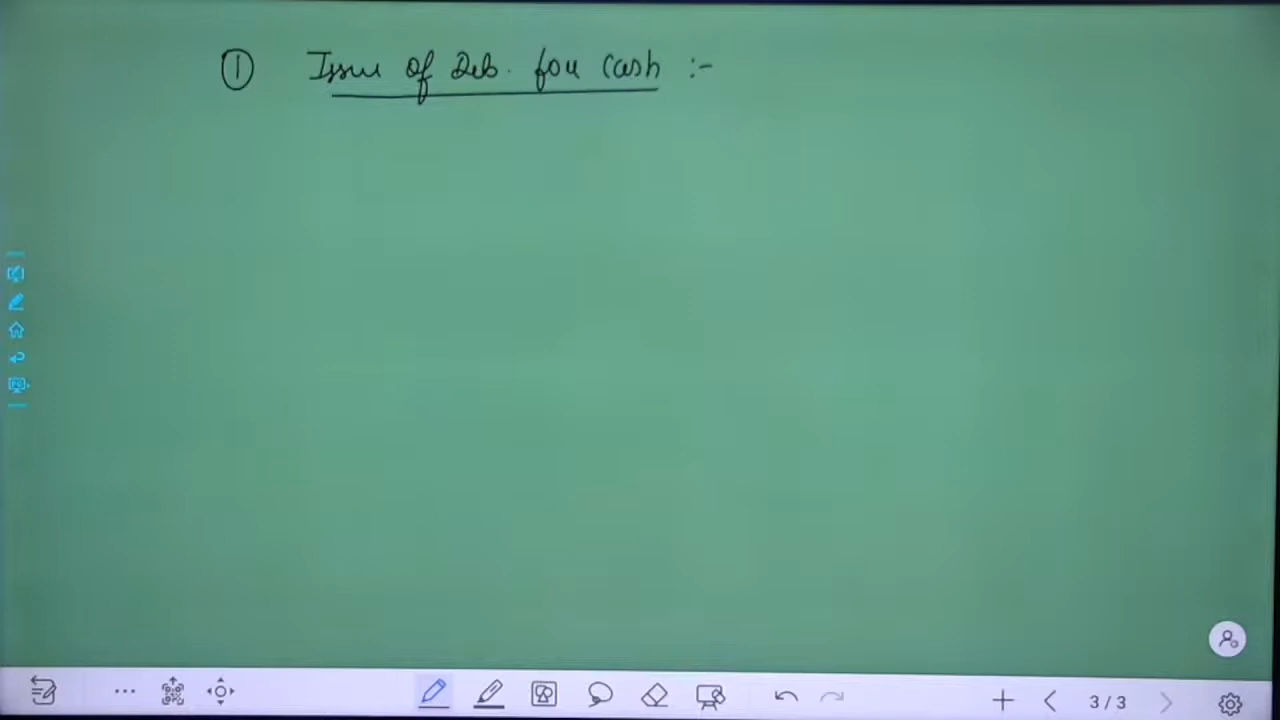 ① Issue of Deb. for Cash :-
3/3